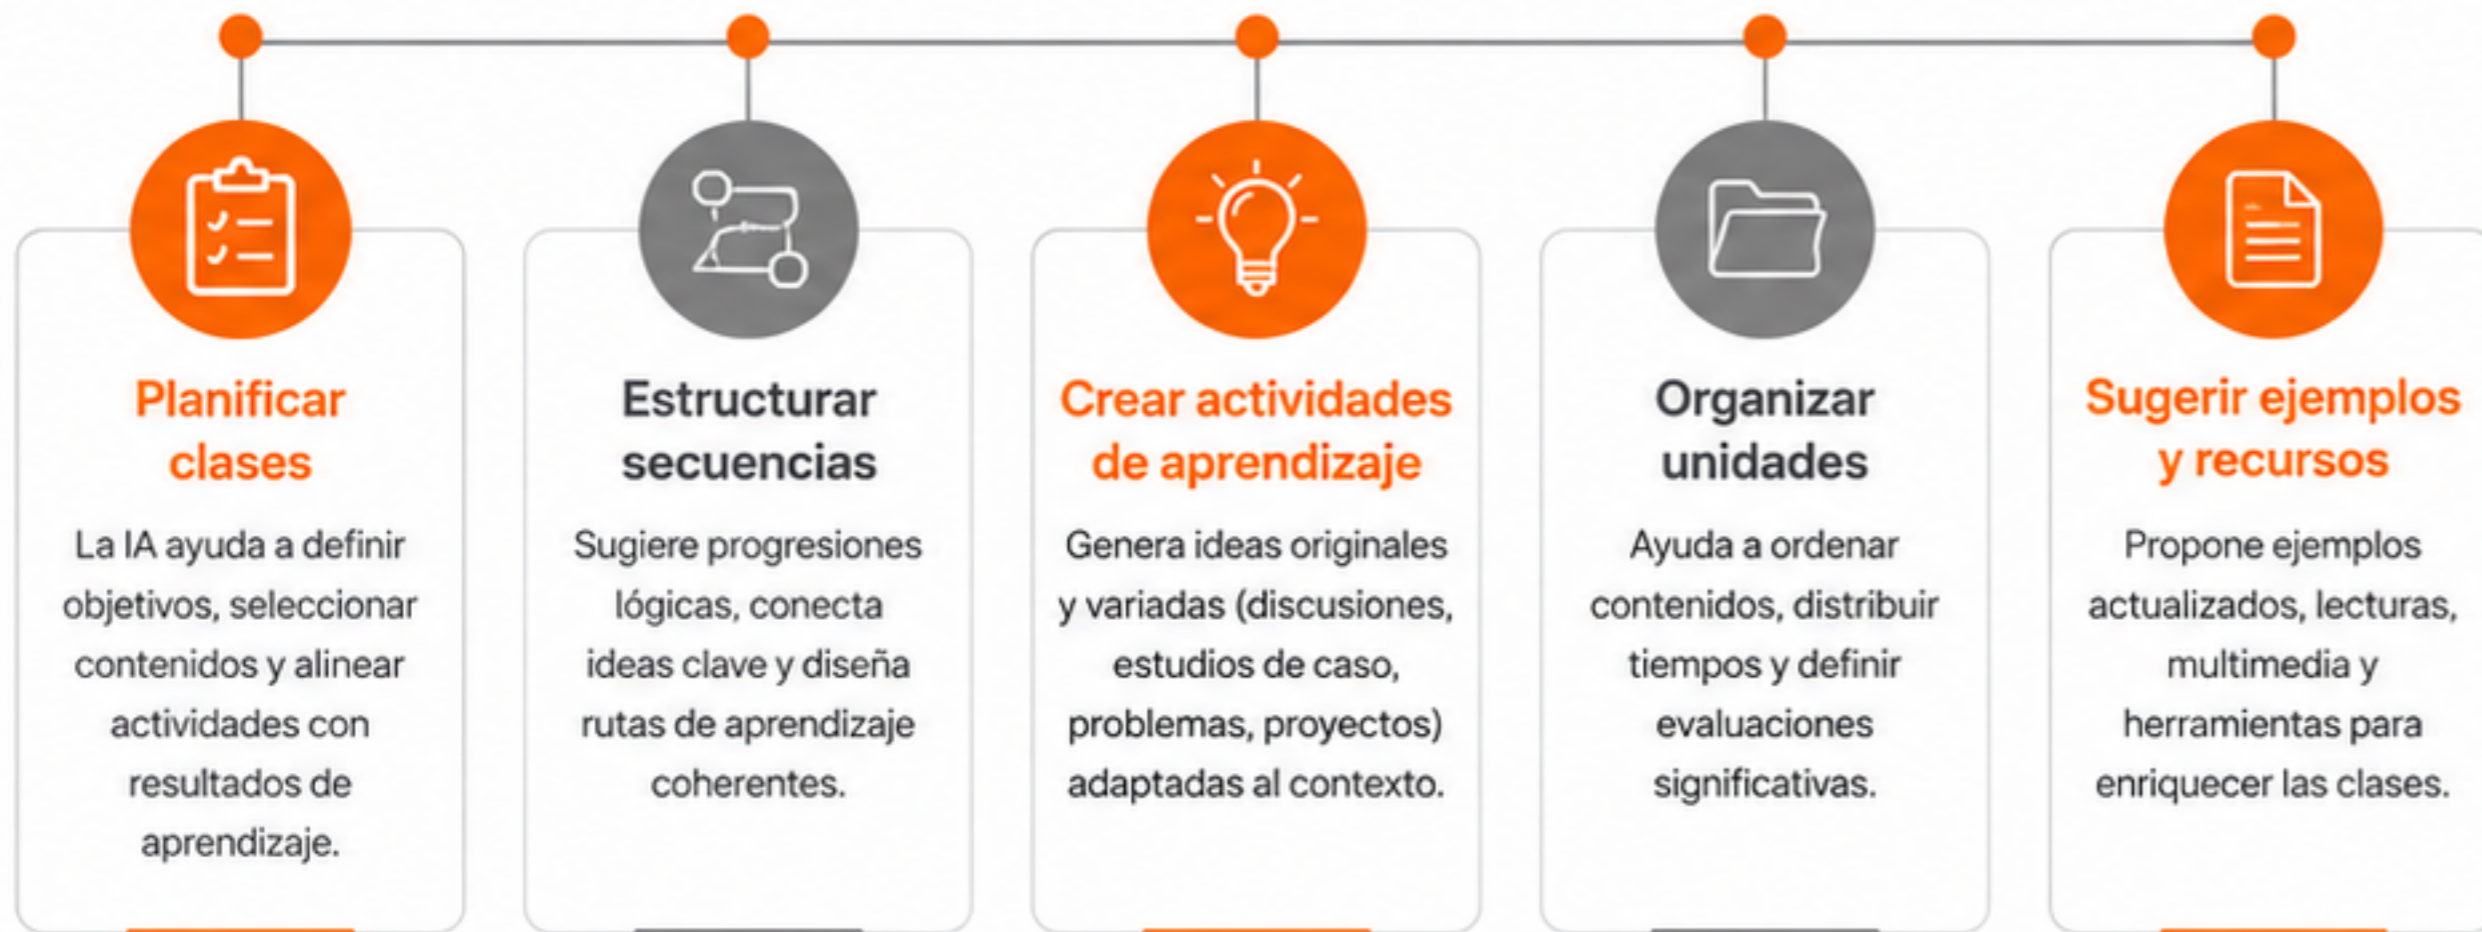 Planificar
clases
La IA ayuda a definir
objetivos, seleccionar
contenidos y alinear
actividades con
resultados de
aprendizaje.
Estructurar
secuencias
Sugiere progresiones
lógicas, conecta
ideas clave y diseña
rutas de aprendizaje
coherentes.
Crear actividades
de aprendizaje
Genera ideas originales
y variadas (discusiones,
estudios de caso,
problemas, proyectos)
adaptadas al contexto.
Organizar
unidades
Ayuda a ordenar
contenidos, distribuir
tiempos y definir
evaluaciones
significativas.
Sugerir ejemplos
y recursos
Propone ejemplos
actualizados, lecturas,
multimedia y
herramientas para
enriquecer las clases.